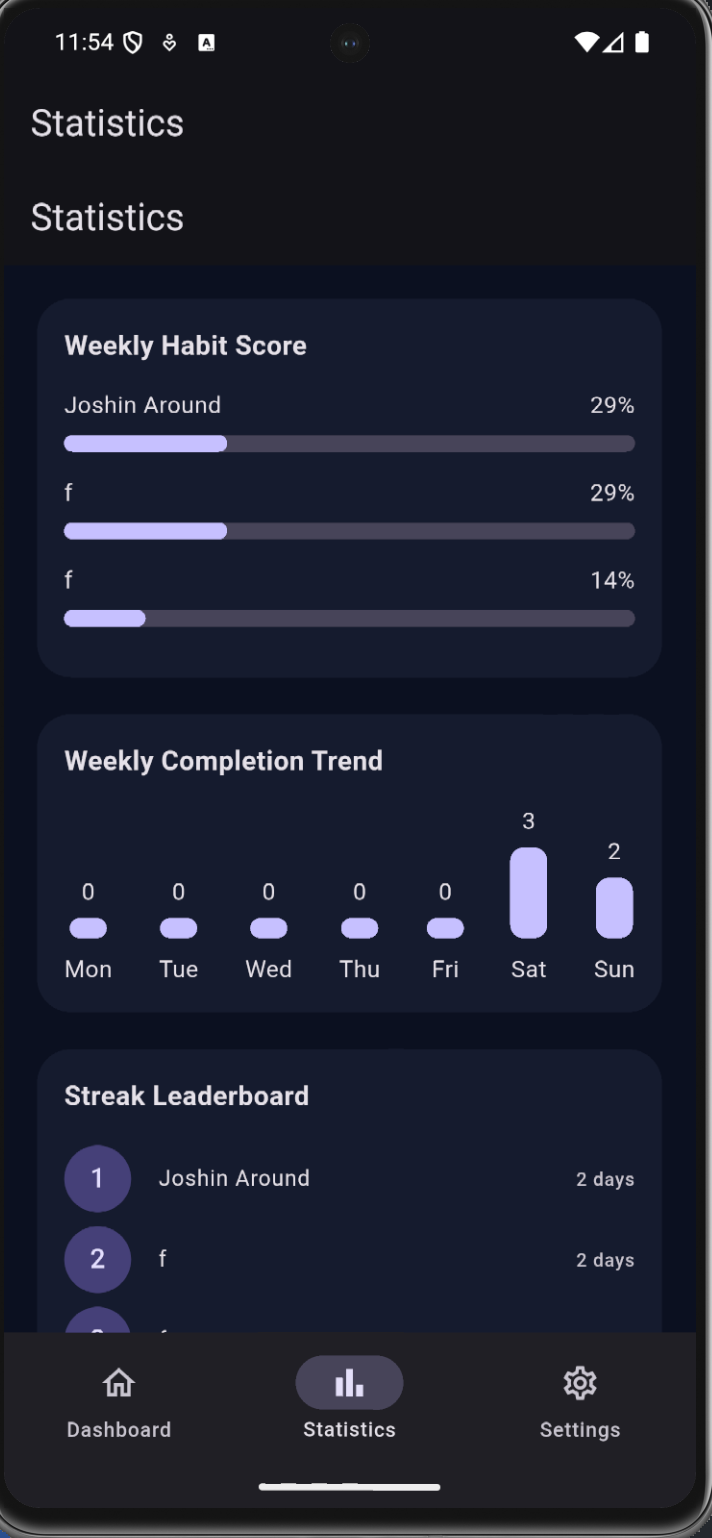 11:54
Statistics
Statistics
Weekly Habit Score
Joshin Around 29%
f 29%
f 14%
Weekly Completion Trend
0 0 0 0 0 3 2
Mon Tue Wed Thu Fri Sat Sun
Streak Leaderboard
1 Joshin Around 2 days
2 f 2 days
Dashboard Statistics Settings